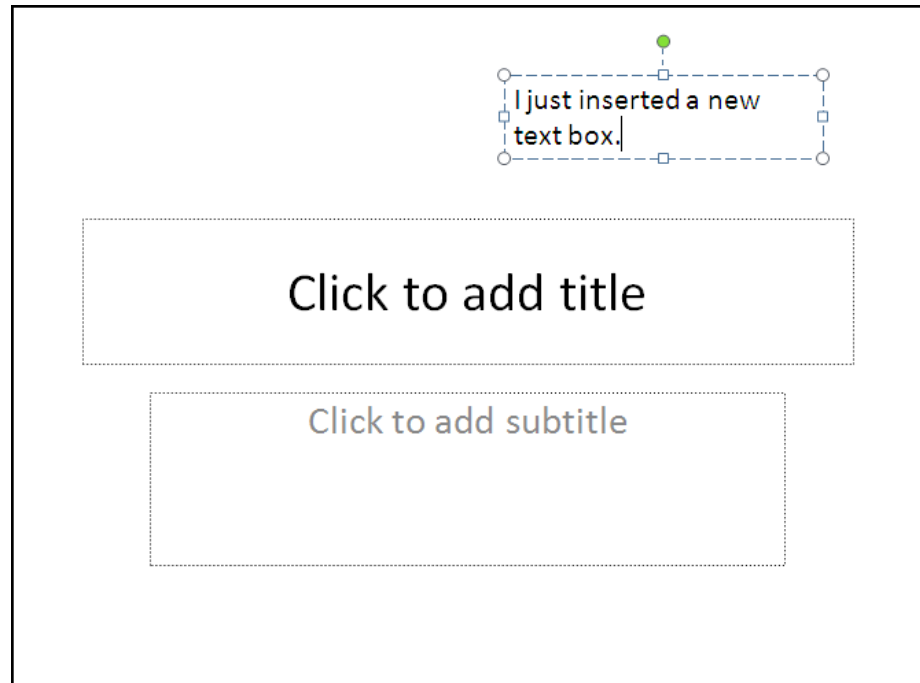 I just inserted a new
text box.
Click to add title
Click to add subtitle